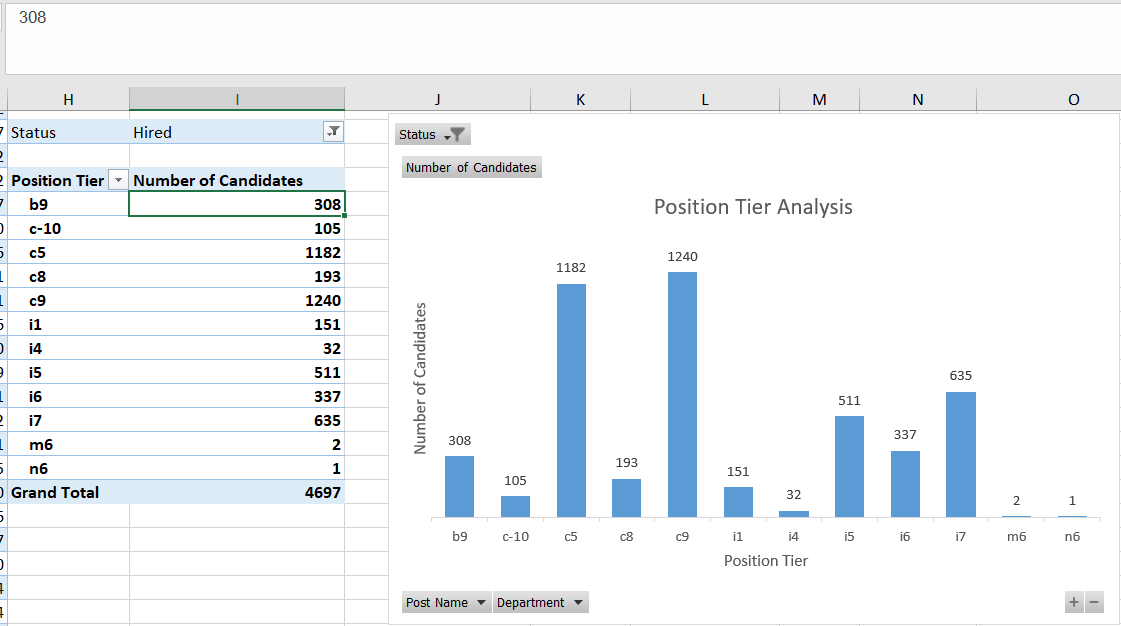 308
H I J K L M N O
Status Hired
Position Tier Number of Candidates
b9 308
c-10 105
c5 1182
c8 193
c9 1240
i1 151
i4 32
i5 511
i6 337
i7 635
m6 2
n6 1
Grand Total 4697
Status
Number of Candidates
Position Tier Analysis
Number of Candidates
308 105 1182 193 1240 151 32 511 337 635 2 1
b9 c-10 c5 c8 c9 i1 i4 i5 i6 i7 m6 n6
Position Tier
Post Name Department + −